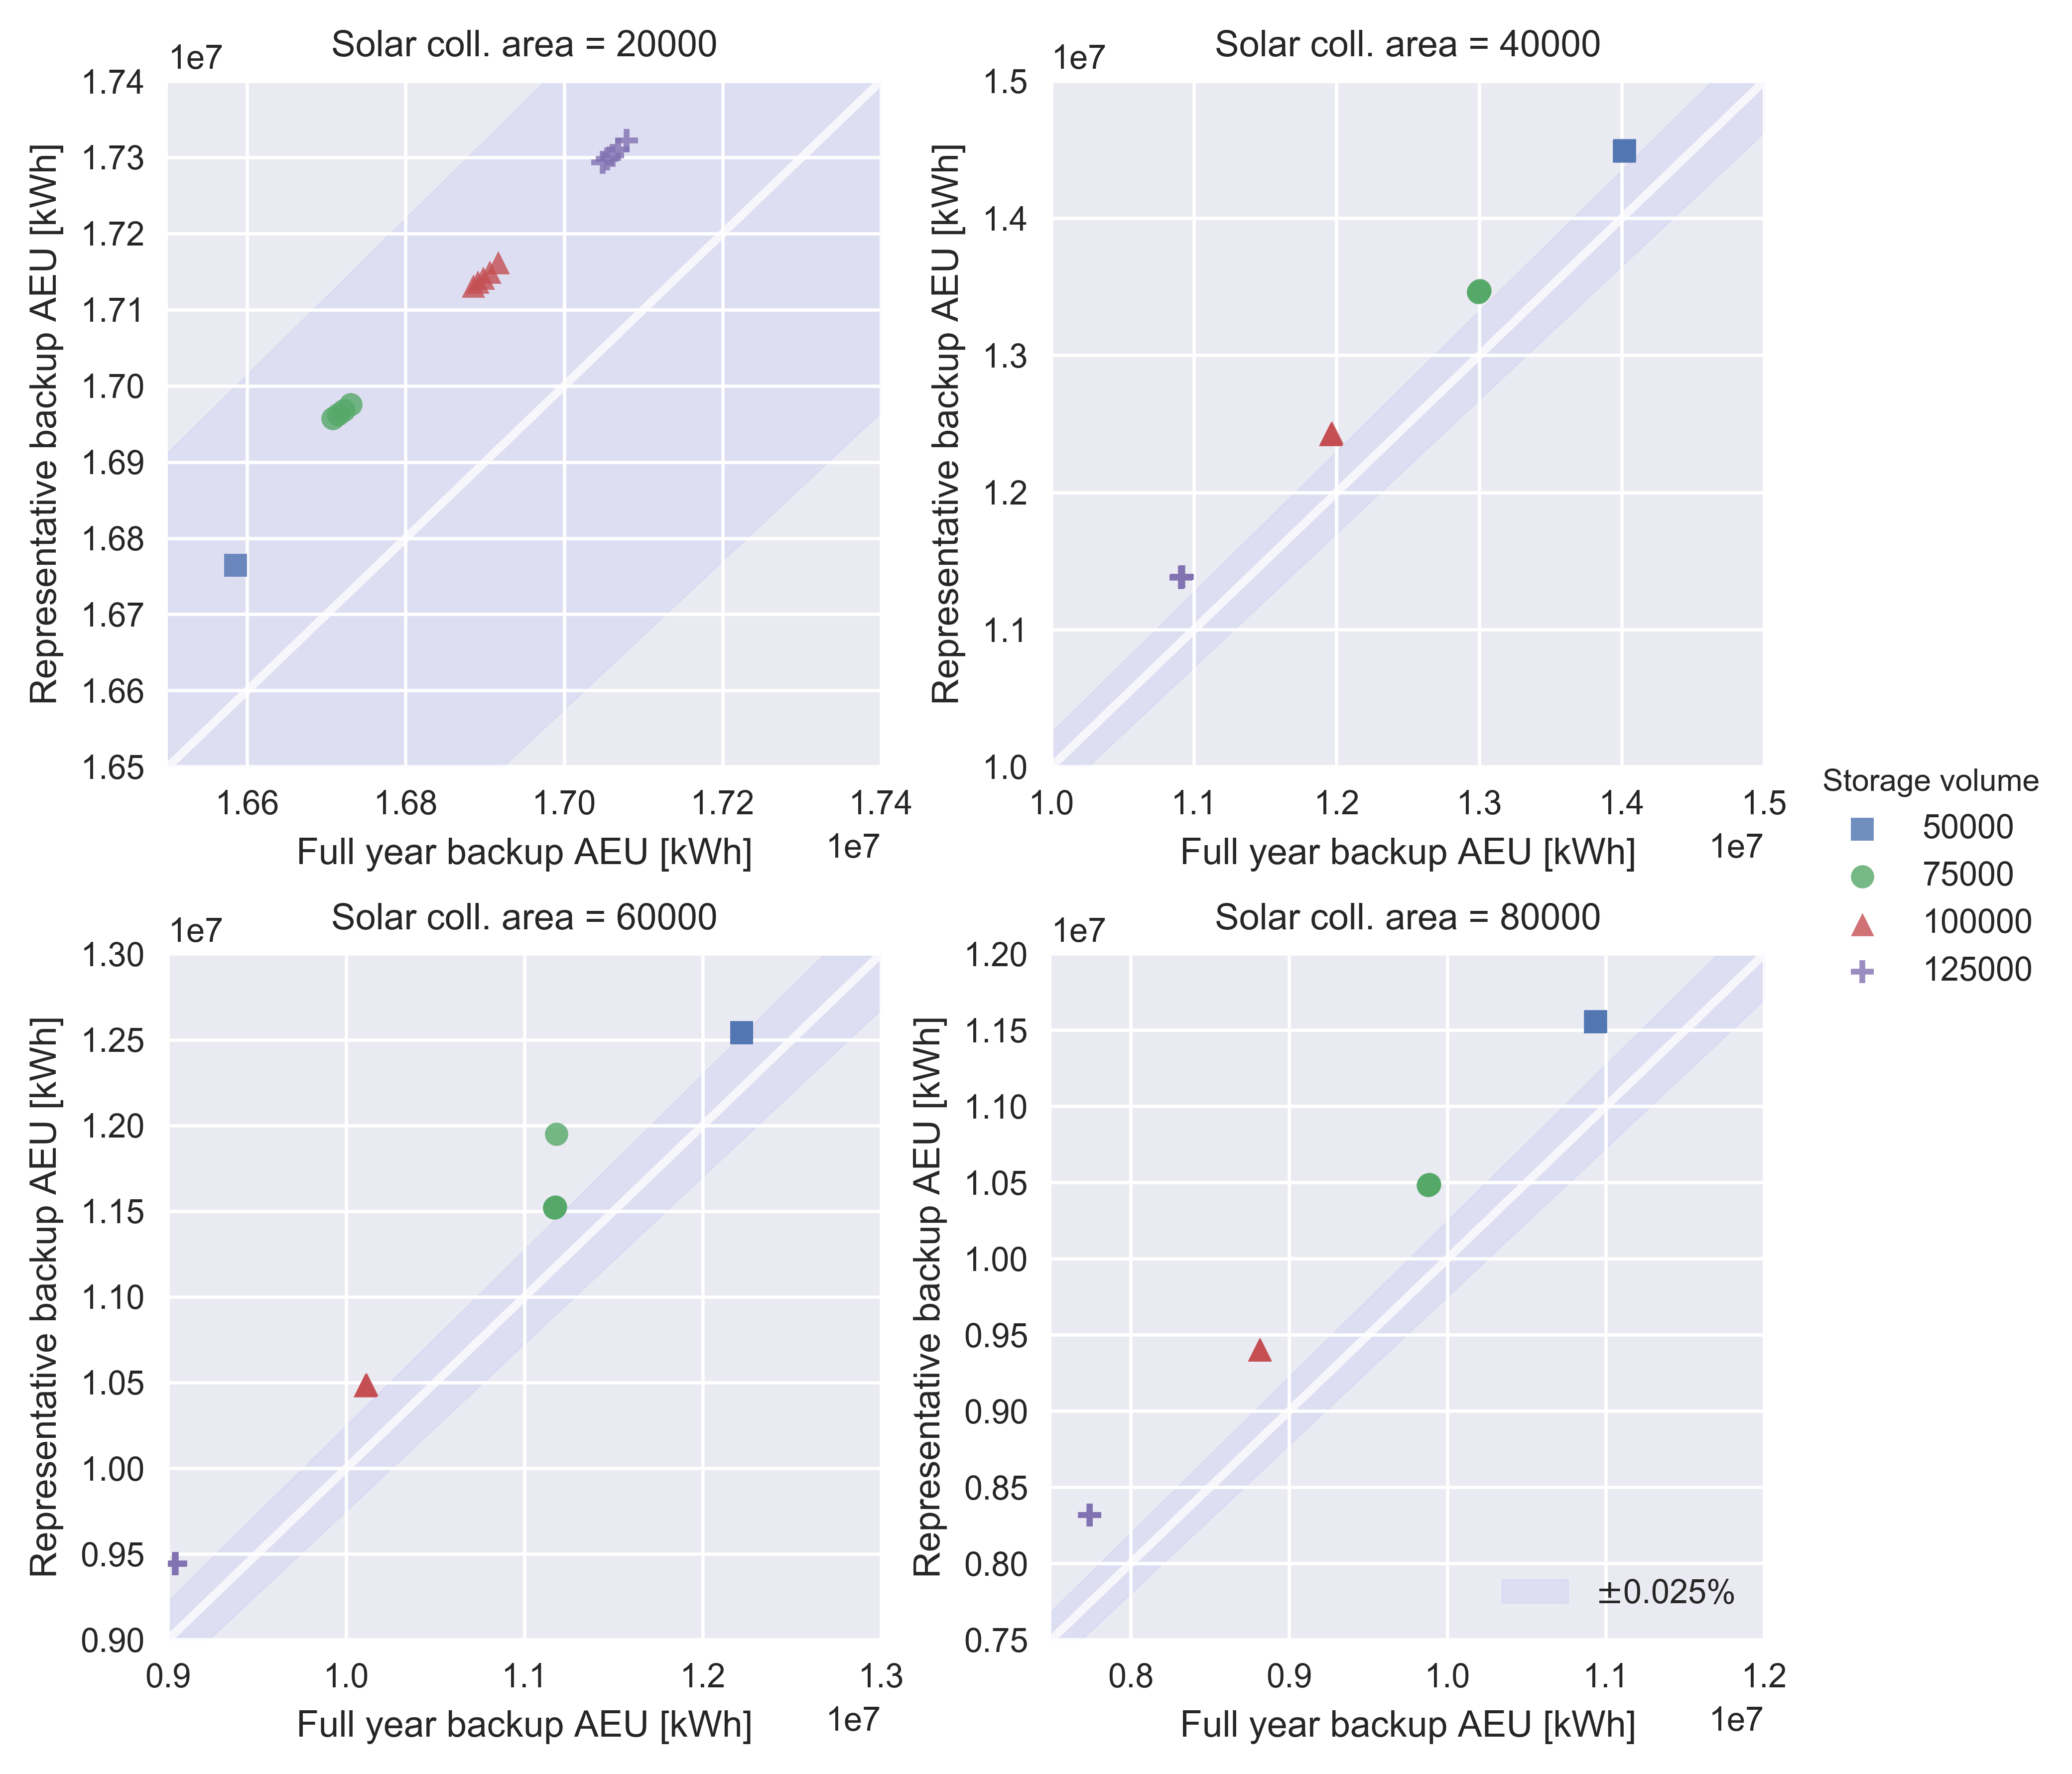 Solar coll. area = 20000
1e7
1.74
1.73
1.72
1.71
1.70
1.69
1.68
1.67
1.66
1.65
Representative backup AEU [kWh]
1.66 1.68 1.70 1.72 1.74
Full year backup AEU [kWh]
1e7
Solar coll. area = 40000
1e7
1.5
1.4
1.3
1.2
1.1
1.0
Representative backup AEU [kWh]
1.0 1.1 1.2 1.3 1.4 1.5
Full year backup AEU [kWh]
1e7
Storage volume
50000
75000
100000
125000
Solar coll. area = 60000
1e7
1.30
1.25
1.20
1.15
1.10
1.05
1.00
0.95
0.90
Representative backup AEU [kWh]
0.9 1.0 1.1 1.2 1.3
Full year backup AEU [kWh]
1e7
Solar coll. area = 80000
1e7
1.20
1.15
1.10
1.05
1.00
0.95
0.90
0.85
0.80
0.75
Representative backup AEU [kWh]
±0.025%
0.8 0.9 1.0 1.1 1.2
Full year backup AEU [kWh]
1e7